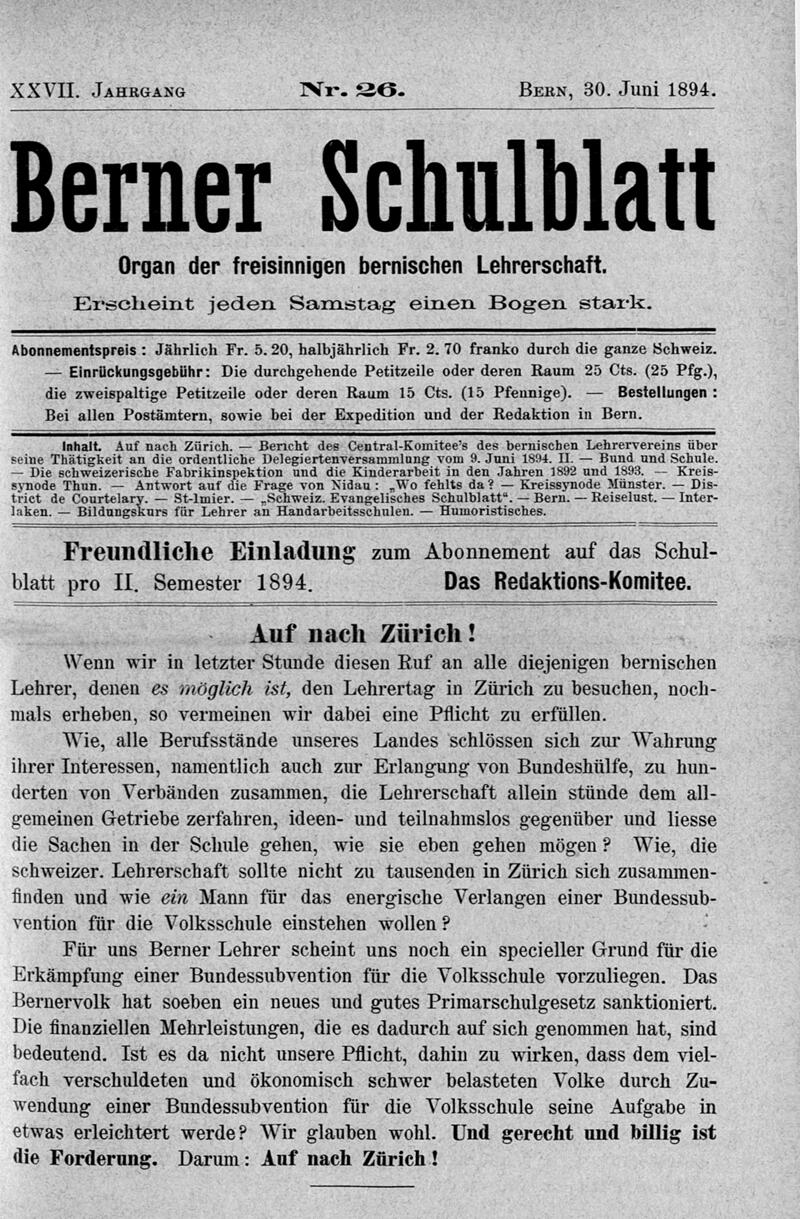 XXVII. Jahrgang Nr. 26. Bern, 30. Juni 1894.
Berner Schulblatt
Organ der freisinnigen bernischen Lehrerschaft.
Erscheint jeden Samstag einen Bogen stark.
Abonnementspreis : Jährlich Fr. 5. 20, halbjährlich Fr. 2. 70 franko durch die ganze Schweiz.
— Einrückungsgebühr: Die durchgehende Petitzeile oder deren Raum 25 Cts. (25 Pfg.),
die zweispaltige Petitzeile oder deren Raum 15 Cts. (15 Pfennige). — Bestellungen :
Bei allen Postämtern, sowie bei der Expedition und der Redaktion in Bern.
Inhalt. Auf nach Zürich. — Bericht des Central-Komitee's des bernischen Lehrervereins über
seine Thätigkeit an die ordentliche Delegiertenversammlung vom 9. Juni 1894. II. — Bund und Schule.
— Die schweizerische Fabrikinspektion und die Kinderarbeit in den Jahren 1892 und 1893. — Kreis-
synode Thun. — Antwort auf die Frage von Nidau : „Wo fehlts da? — Kreissynode Münster. — Dis-
trict de Courtelary. — St-Imier. — „Schweiz. Evangelisches Schulblatt“. — Bern. — Reiselust. — Inter-
laken. — Bildungskurs für Lehrer an Handarbeitsschulen. — Humoristisches.
Freundliche Einladung zum Abonnement auf das Schul-
blatt pro II. Semester 1894. Das Redaktions-Komitee.
Auf nach Zürich !
Wenn wir in letzter Stunde diesen Ruf an alle diejenigen bernischen
Lehrer, denen es möglich ist, den Lehrertag in Zürich zu besuchen, noch-
mals erheben, so vermeinen wir dabei eine Pflicht zu erfüllen.
Wie, alle Berufsstände unseres Landes schlössen sich zur Wahrung
ihrer Interessen, namentlich auch zur Erlangung von Bundeshülfe, zu hun-
derten von Verbänden zusammen, die Lehrerschaft allein stünde dem all-
gemeinen Getriebe zerfahren, ideen- und teilnahmslos gegenüber und liesse
die Sachen in der Schule gehen, wie sie eben gehen mögen ? Wie, die
schweizer. Lehrerschaft sollte nicht zu tausenden in Zürich sich zusammen-
finden und wie ein Mann für das energische Verlangen einer Bundessub-
vention für die Volksschule einstehen wollen ?
Für uns Berner Lehrer scheint uns noch ein specieller Grund für die
Erkämpfung einer Bundessubvention für die Volksschule vorzuliegen. Das
Bernervolk hat soeben ein neues und gutes Primarschulgesetz sanktioniert.
Die finanziellen Mehrleistungen, die es dadurch auf sich genommen hat, sind
bedeutend. Ist es da nicht unsere Pflicht, dahin zu wirken, dass dem viel-
fach verschuldeten und ökonomisch schwer belasteten Volke durch Zu-
wendung einer Bundessubvention für die Volksschule seine Aufgabe in
etwas erleichtert werde? Wir glauben wohl. Und gerecht und billig ist
die Forderung. Darum : Auf nach Zürich !